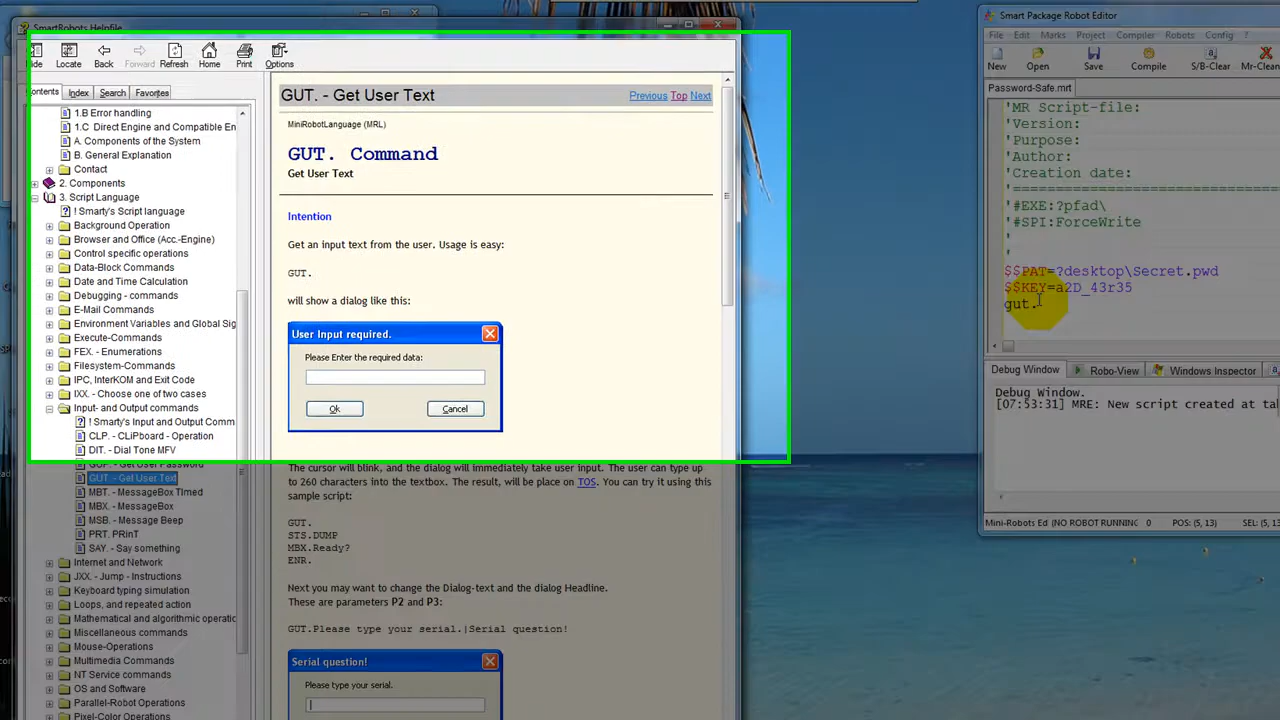 SmartRobots Helpfile
Hide
Locate
Back
Forward
Refresh
Home
Print
Options
Contents
Index
Search
Favorites
1.B Error handling
1.C Direct Engine and Compatible En
A. Components of the System
B. General Explanation
Contact
2. Components
3. Script Language
! Smarty's Script language
Background Operation
Browser and Office (Acc.-Engine)
Control specific operations
Data-Block Commands
Date and Time Calculation
Debugging - commands
E-Mail Commands
Environment Variables and Global Sig
Execute-Commands
FEX. - Enumerations
Filesystem-Commands
IPC, InterKOM and Exit Code
IXX. - Choose one of two cases
Input- and Output commands
! Smarty's Input and Output Comm
CLP. - CLiPboard - Operation
DIT. - Dial Tone MFV
GUP. - Get User Password
GUT. - Get User Text
MBT. - MessageBox Timed
MBX. - MessageBox
MSB. - Message Beep
PRT. PRInT
SAY. - Say something
Internet and Network
JXX. - Jump - Instructions
Keyboard typing simulation
Loops, and repeated action
Mathematical and algorithmic operatio
Miscellaneous commands
Mouse-Operations
Multimedia Commands
NT Service commands
OS and Software
Parallel-Robot Operations
Pixel-Color Operations
GUT. - Get User Text
Previous Top Next
MiniRobotLanguage (MRL)
GUT. Command
Get User Text
Intention
Get an input text from the user. Usage is easy:
GUT.
will show a dialog like this:
User Input required.
Please Enter the required data:
Ok
Cancel
The cursor will blink, and the dialog will immediately take user input. The user can type up
to 260 characters into the textbox. The result, will be place on TOS. You can try it using this
sample script:
GUT.
STS.DUMP
MBX.Ready?
ENR.
Next you may want to change the Dialog-text and the dialog Headline.
These are parameters P2 and P3:
GUT.Please type your serial.|Serial question!
Serial question!
Please type your serial.
Smart Package Robot Editor
File Edit Marks Project Compiler Robots Config ?
New
Open
Save
Compile
S/B-Clear
Mr-Clean
Password-Safe.mrt
'MR Script-file:
'Version:
'Purpose:
'Author:
'Creation date:
'#EXE:?pfad\
'#SPI:ForceWrite
'
'
$$PAT=?desktop\Secret.pwd
$$KEY=a2D_43r35
gut.
Debug Window
Robo-View
Windows Inspector
Debug Window.
[07:53:31] MRE: New script created at tal
Mini-Robots Ed (NO ROBOT RUNNING
0
POS: (5, 13)
SEL: (5, 13